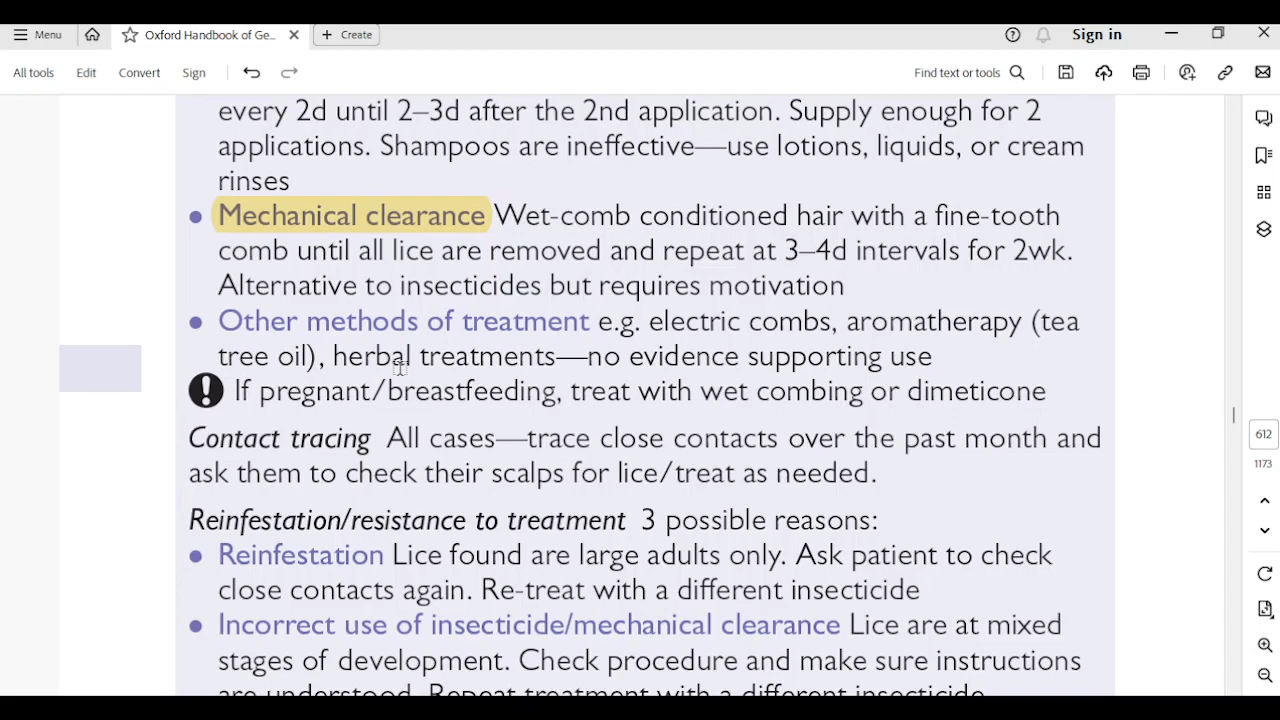 Menu
Oxford Handbook of Ge...
Create
Sign in
All tools
Edit
Convert
Sign
Find text or tools
every 2d until 2–3d after the 2nd application. Supply enough for 2
applications. Shampoos are ineffective—use lotions, liquids, or cream
rinses
• Mechanical clearance Wet-comb conditioned hair with a fine-tooth
comb until all lice are removed and repeat at 3–4d intervals for 2wk.
Alternative to insecticides but requires motivation
• Other methods of treatment e.g. electric combs, aromatherapy (tea
tree oil), herbal treatments—no evidence supporting use
! If pregnant/breastfeeding, treat with wet combing or dimeticone
Contact tracing All cases—trace close contacts over the past month and
ask them to check their scalps for lice/treat as needed.
Reinfestation/resistance to treatment 3 possible reasons:
• Reinfestation Lice found are large adults only. Ask patient to check
close contacts again. Re-treat with a different insecticide
• Incorrect use of insecticide/mechanical clearance Lice are at mixed
stages of development. Check procedure and make sure instructions
are understood. Repeat treatment with a different insecticide
612
1173